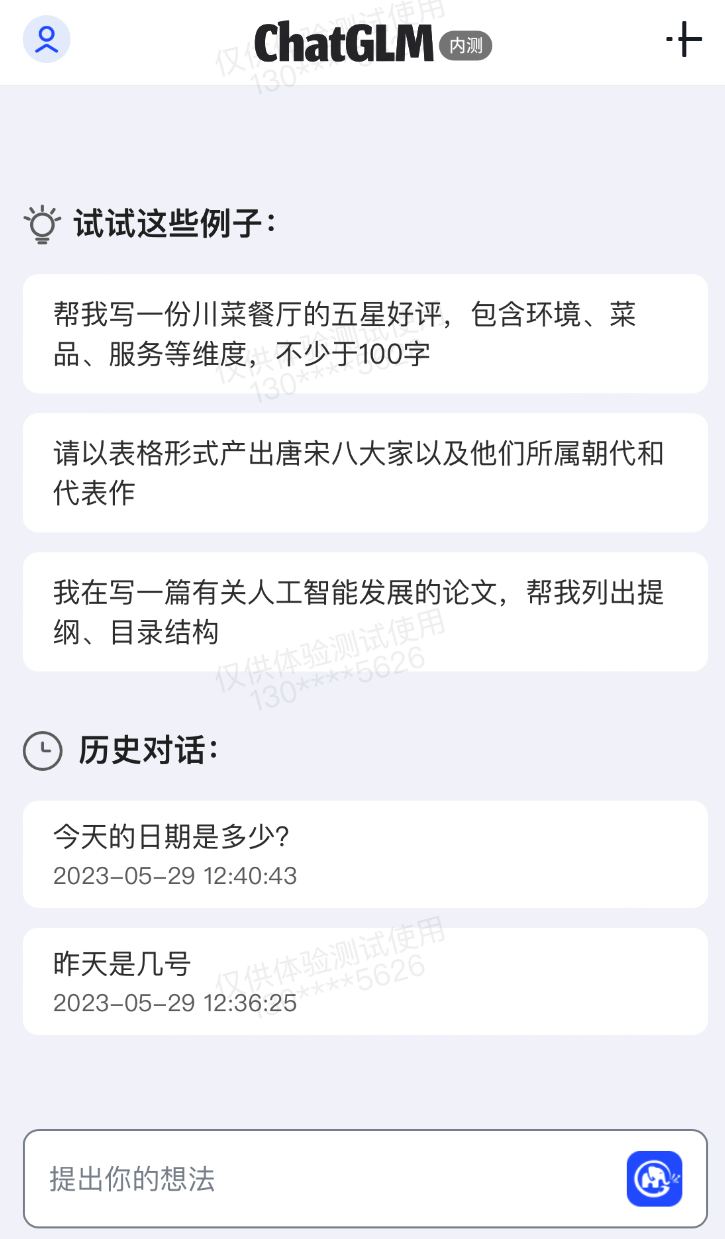 ChatGLM 内测
仅供体验测试使用
试试这些例子：
帮我写一份川菜餐厅的五星好评，包含环境、菜
品、服务等维度，不少于100字
仅供体验测试使用
130****5626
请以表格形式产出唐宋八大家以及他们所属朝代和
代表作
我在写一篇有关人工智能发展的论文，帮我列出提
纲、目录结构
仅供体验测试使用
130****5626
历史对话：
今天的日期是多少?
2023-05-29 12:40:43
昨天是几号
2023-05-29 12:36:25
仅供体验测试使用
130****5626
提出你的想法